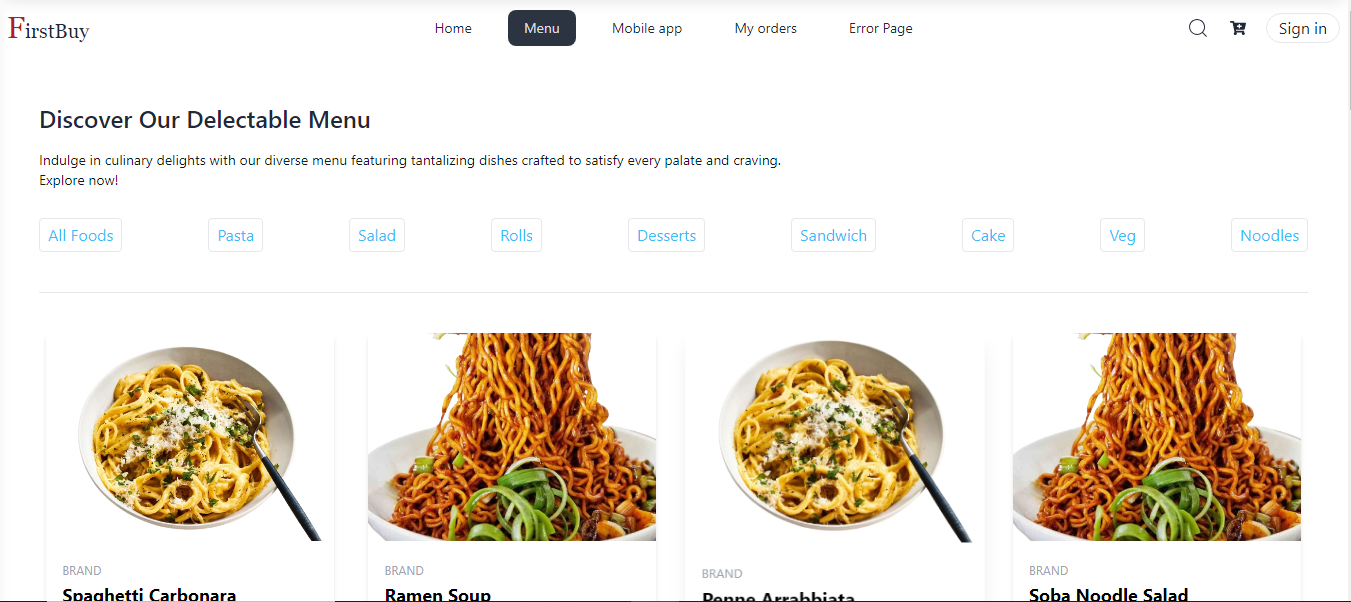 FirstBuy
Home
Menu
Mobile app
My orders
Error Page
Sign in
Discover Our Delectable Menu
Indulge in culinary delights with our diverse menu featuring tantalizing dishes crafted to satisfy every palate and craving.
Explore now!
All Foods
Pasta
Salad
Rolls
Desserts
Sandwich
Cake
Veg
Noodles
BRAND
Spaghetti Carbonara
BRAND
Ramen Soup
BRAND
Penne Arrabbiata
BRAND
Soba Noodle Salad